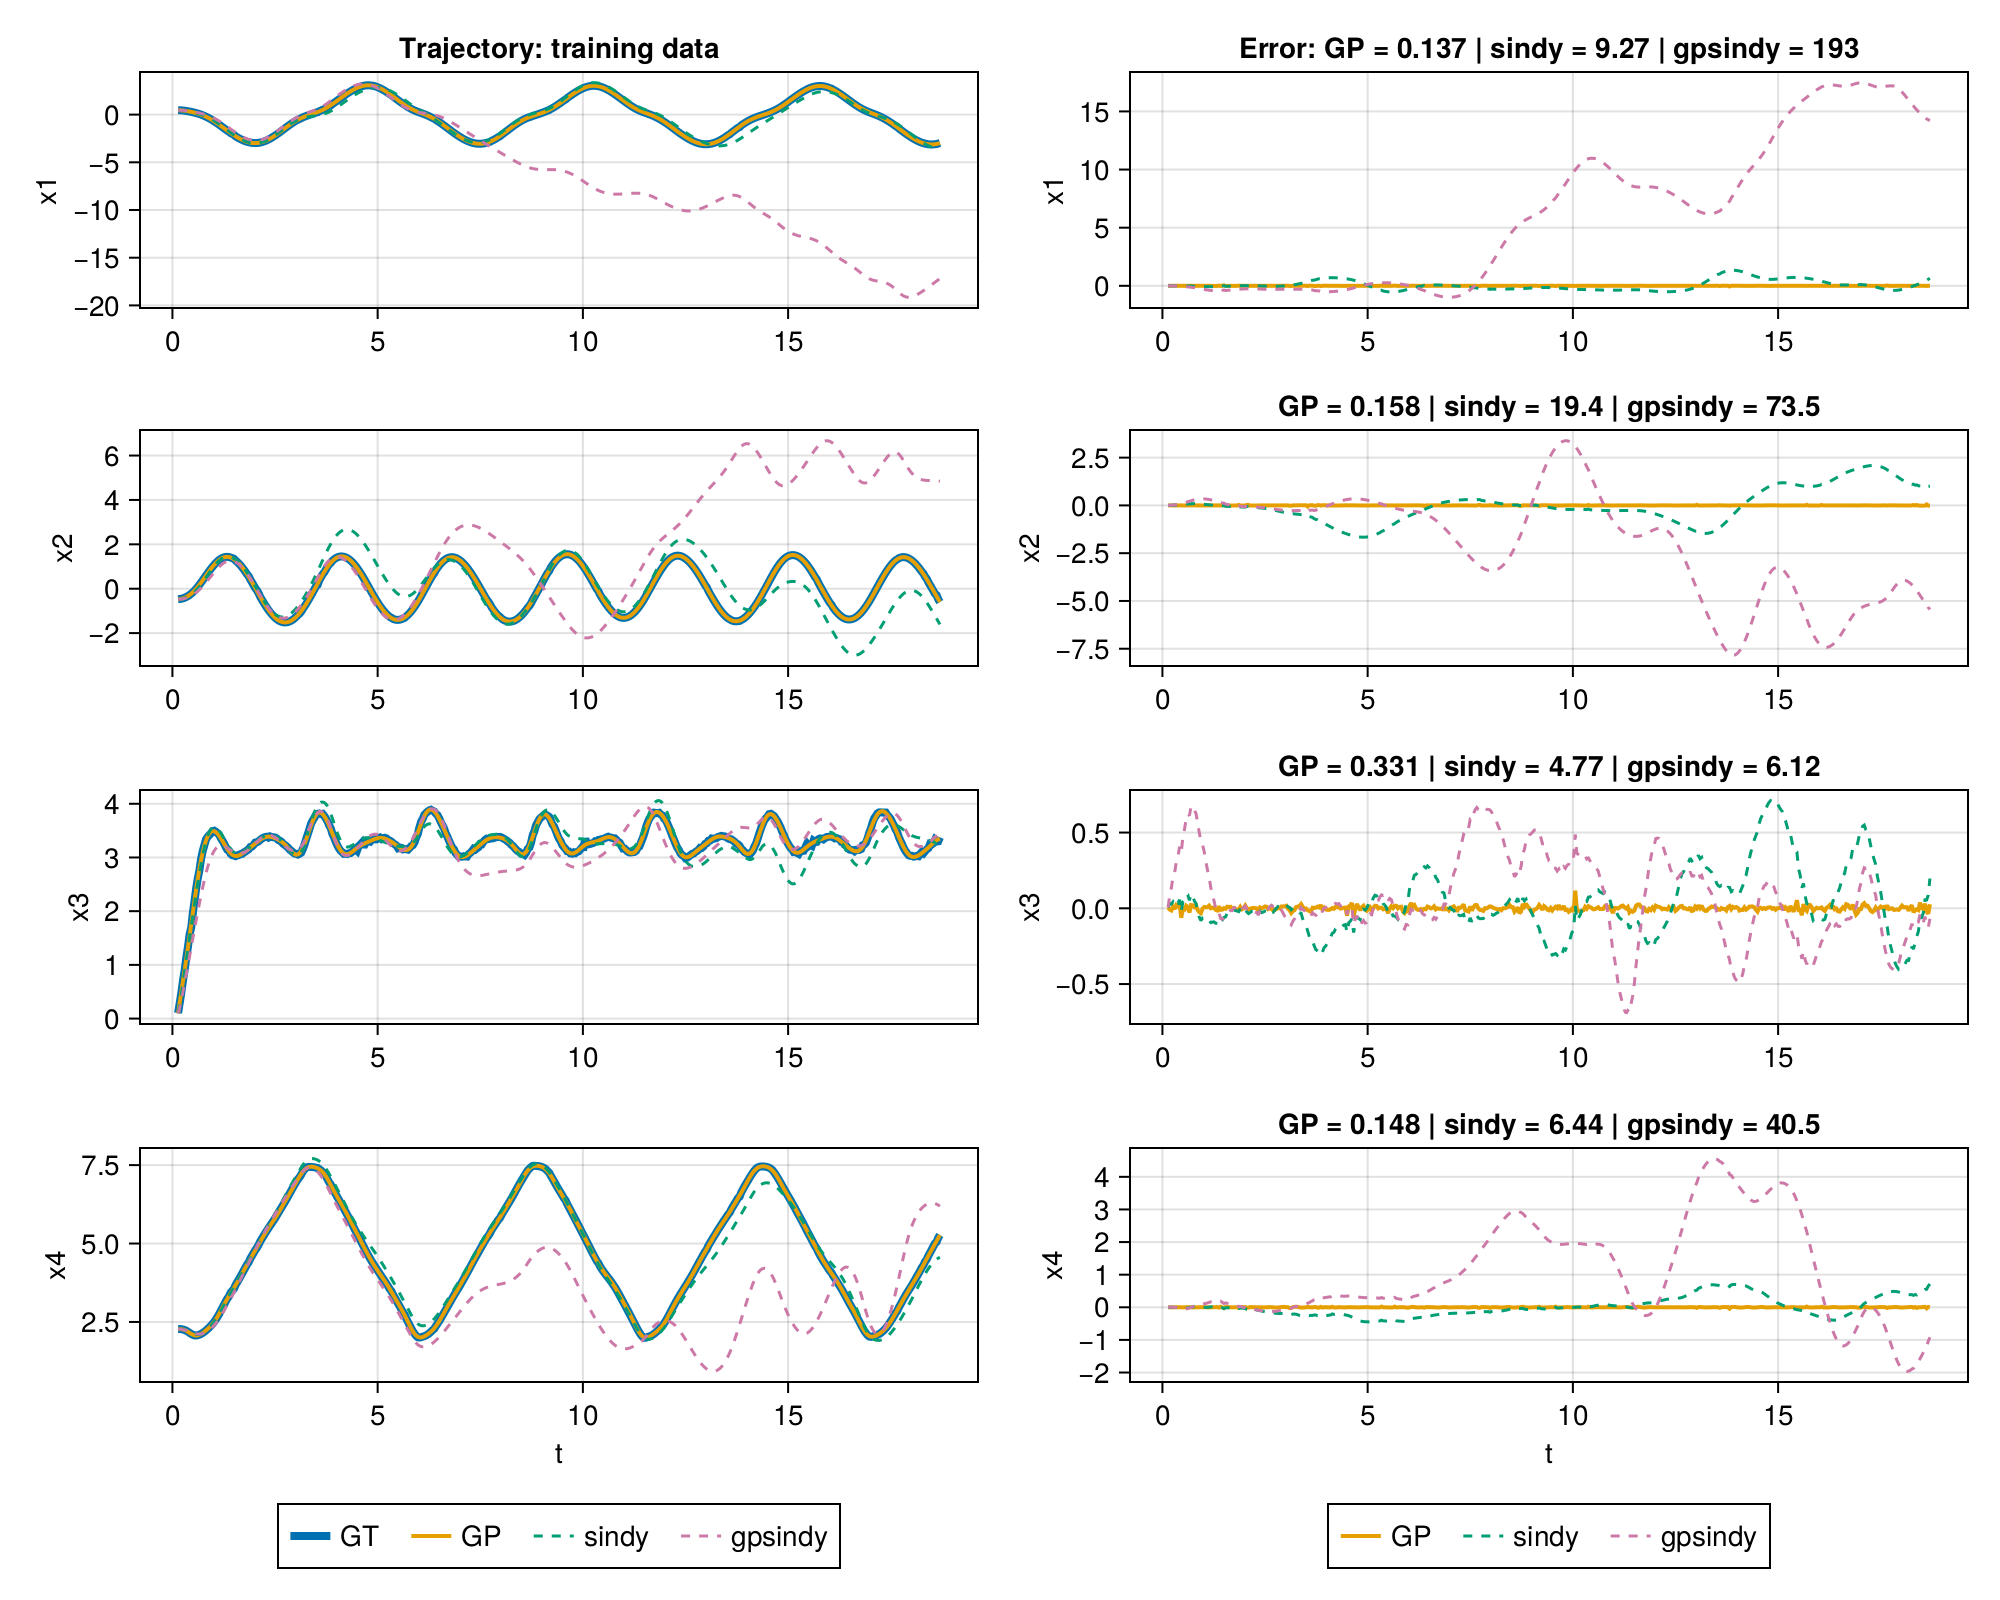 Trajectory: training data
x1
0
−5
−10
−15
−20
0 5 10 15
Error: GP = 0.137 | sindy = 9.27 | gpsindy = 193
x1
15
10
5
0
0 5 10 15
x2
6
4
2
0
−2
0 5 10 15
GP = 0.158 | sindy = 19.4 | gpsindy = 73.5
x2
2.5
0.0
−2.5
−5.0
−7.5
0 5 10 15
x3
4
3
2
1
0
0 5 10 15
GP = 0.331 | sindy = 4.77 | gpsindy = 6.12
x3
0.5
0.0
−0.5
0 5 10 15
x4
7.5
5.0
2.5
0 5 10 15
t
GP = 0.148 | sindy = 6.44 | gpsindy = 40.5
x4
4
3
2
1
0
−1
−2
0 5 10 15
t
GT GP sindy gpsindy
GP sindy gpsindy